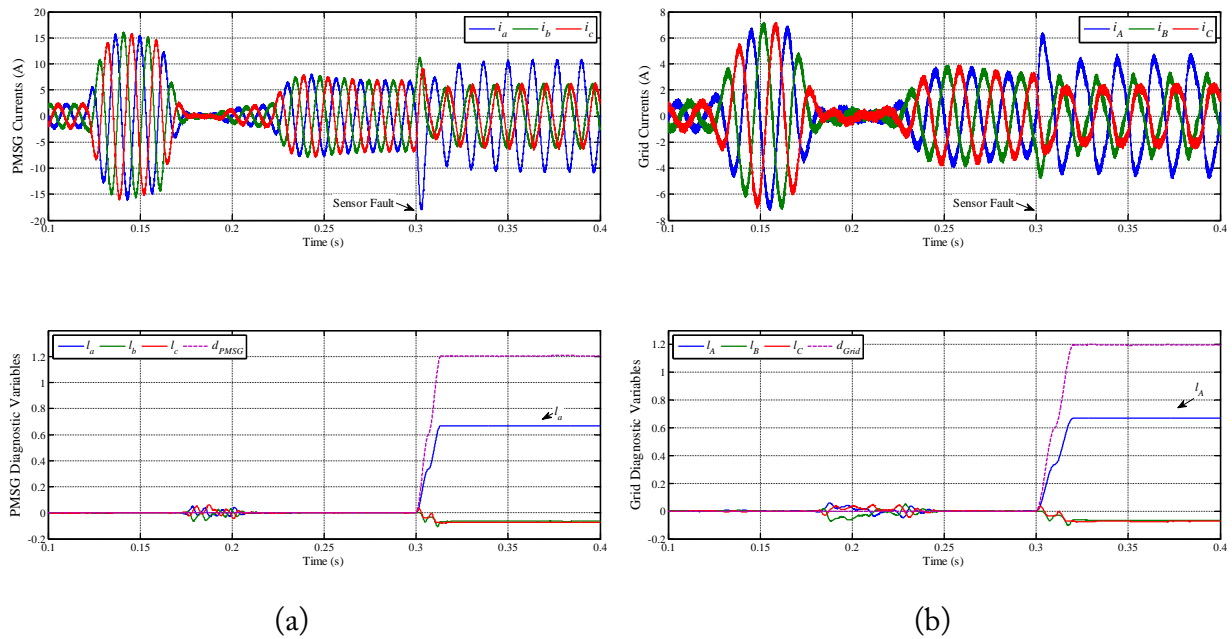 i_a i_b i_c
PMSG Currents (A)
20
15
10
5
0
-5
-10
-15
-20
Sensor Fault
0.1 0.15 0.2 0.25 0.3 0.35 0.4
Time (s)
i_A i_B i_C
Grid Currents (A)
8
6
4
2
0
-2
-4
-6
-8
Sensor Fault
0.1 0.15 0.2 0.25 0.3 0.35 0.4
Time (s)
l_a l_b l_c d_PMSG
PMSG Diagnostic Variables
1.2
1
0.8
0.6
0.4
0.2
0
-0.2
l_a
0.1 0.15 0.2 0.25 0.3 0.35 0.4
Time (s)
l_A l_B l_C d_Grid
Grid Diagnostic Variables
1.2
1
0.8
0.6
0.4
0.2
0
-0.2
l_A
0.1 0.15 0.2 0.25 0.3 0.35 0.4
Time (s)
(a)
(b)